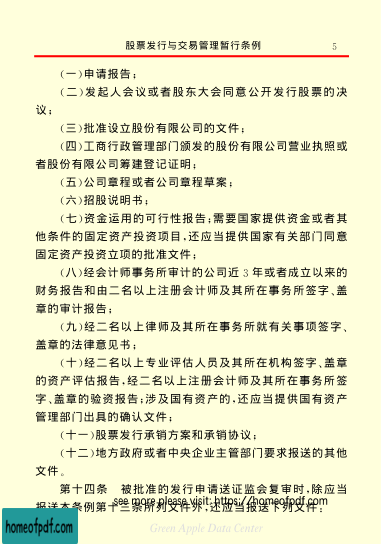 股票发行与交易管理暂行条例 5
(一)申请报告;
(二)发起人会议或者股东大会同意公开发行股票的决
议;
(三)批准设立股份有限公司的文件;
(四)工商行政管理部门颁发的股份有限公司营业执照或
者股份有限公司筹建登记证明;
(五)公司章程或者公司章程草案;
(六)招股说明书;
(七)资金运用的可行性报告;需要国家提供资金或者其
他条件的固定资产投资项目,还应当提供国家有关部门同意
固定资产投资立项的批准文件;
(八)经会计师事务所审计的公司近 3 年或者成立以来的
财务报告和由二名以上注册会计师及其所在事务所签字、盖
章的审计报告;
(九)经二名以上律师及其所在事务所就有关事项签字、
盖章的法律意见书;
(十)经二名以上专业评估人员及其所在机构签字、盖章
的资产评估报告,经二名以上注册会计师及其所在事务所签
字、盖章的验资报告;涉及国有资产的,还应当提供国有资产
管理部门出具的确认文件;
(十一)股票发行承销方案和承销协议;
(十二)地方政府或者中央企业主管部门要求报送的其他
文件。
第十四条 被批准的发行申请送证监会复审时,除应当
see more please visit: https://homeofpdf.com
报送本条例第十三条所列文件外,还应当报送下列文件:
homeofpdf.com
Green Apple Data Center